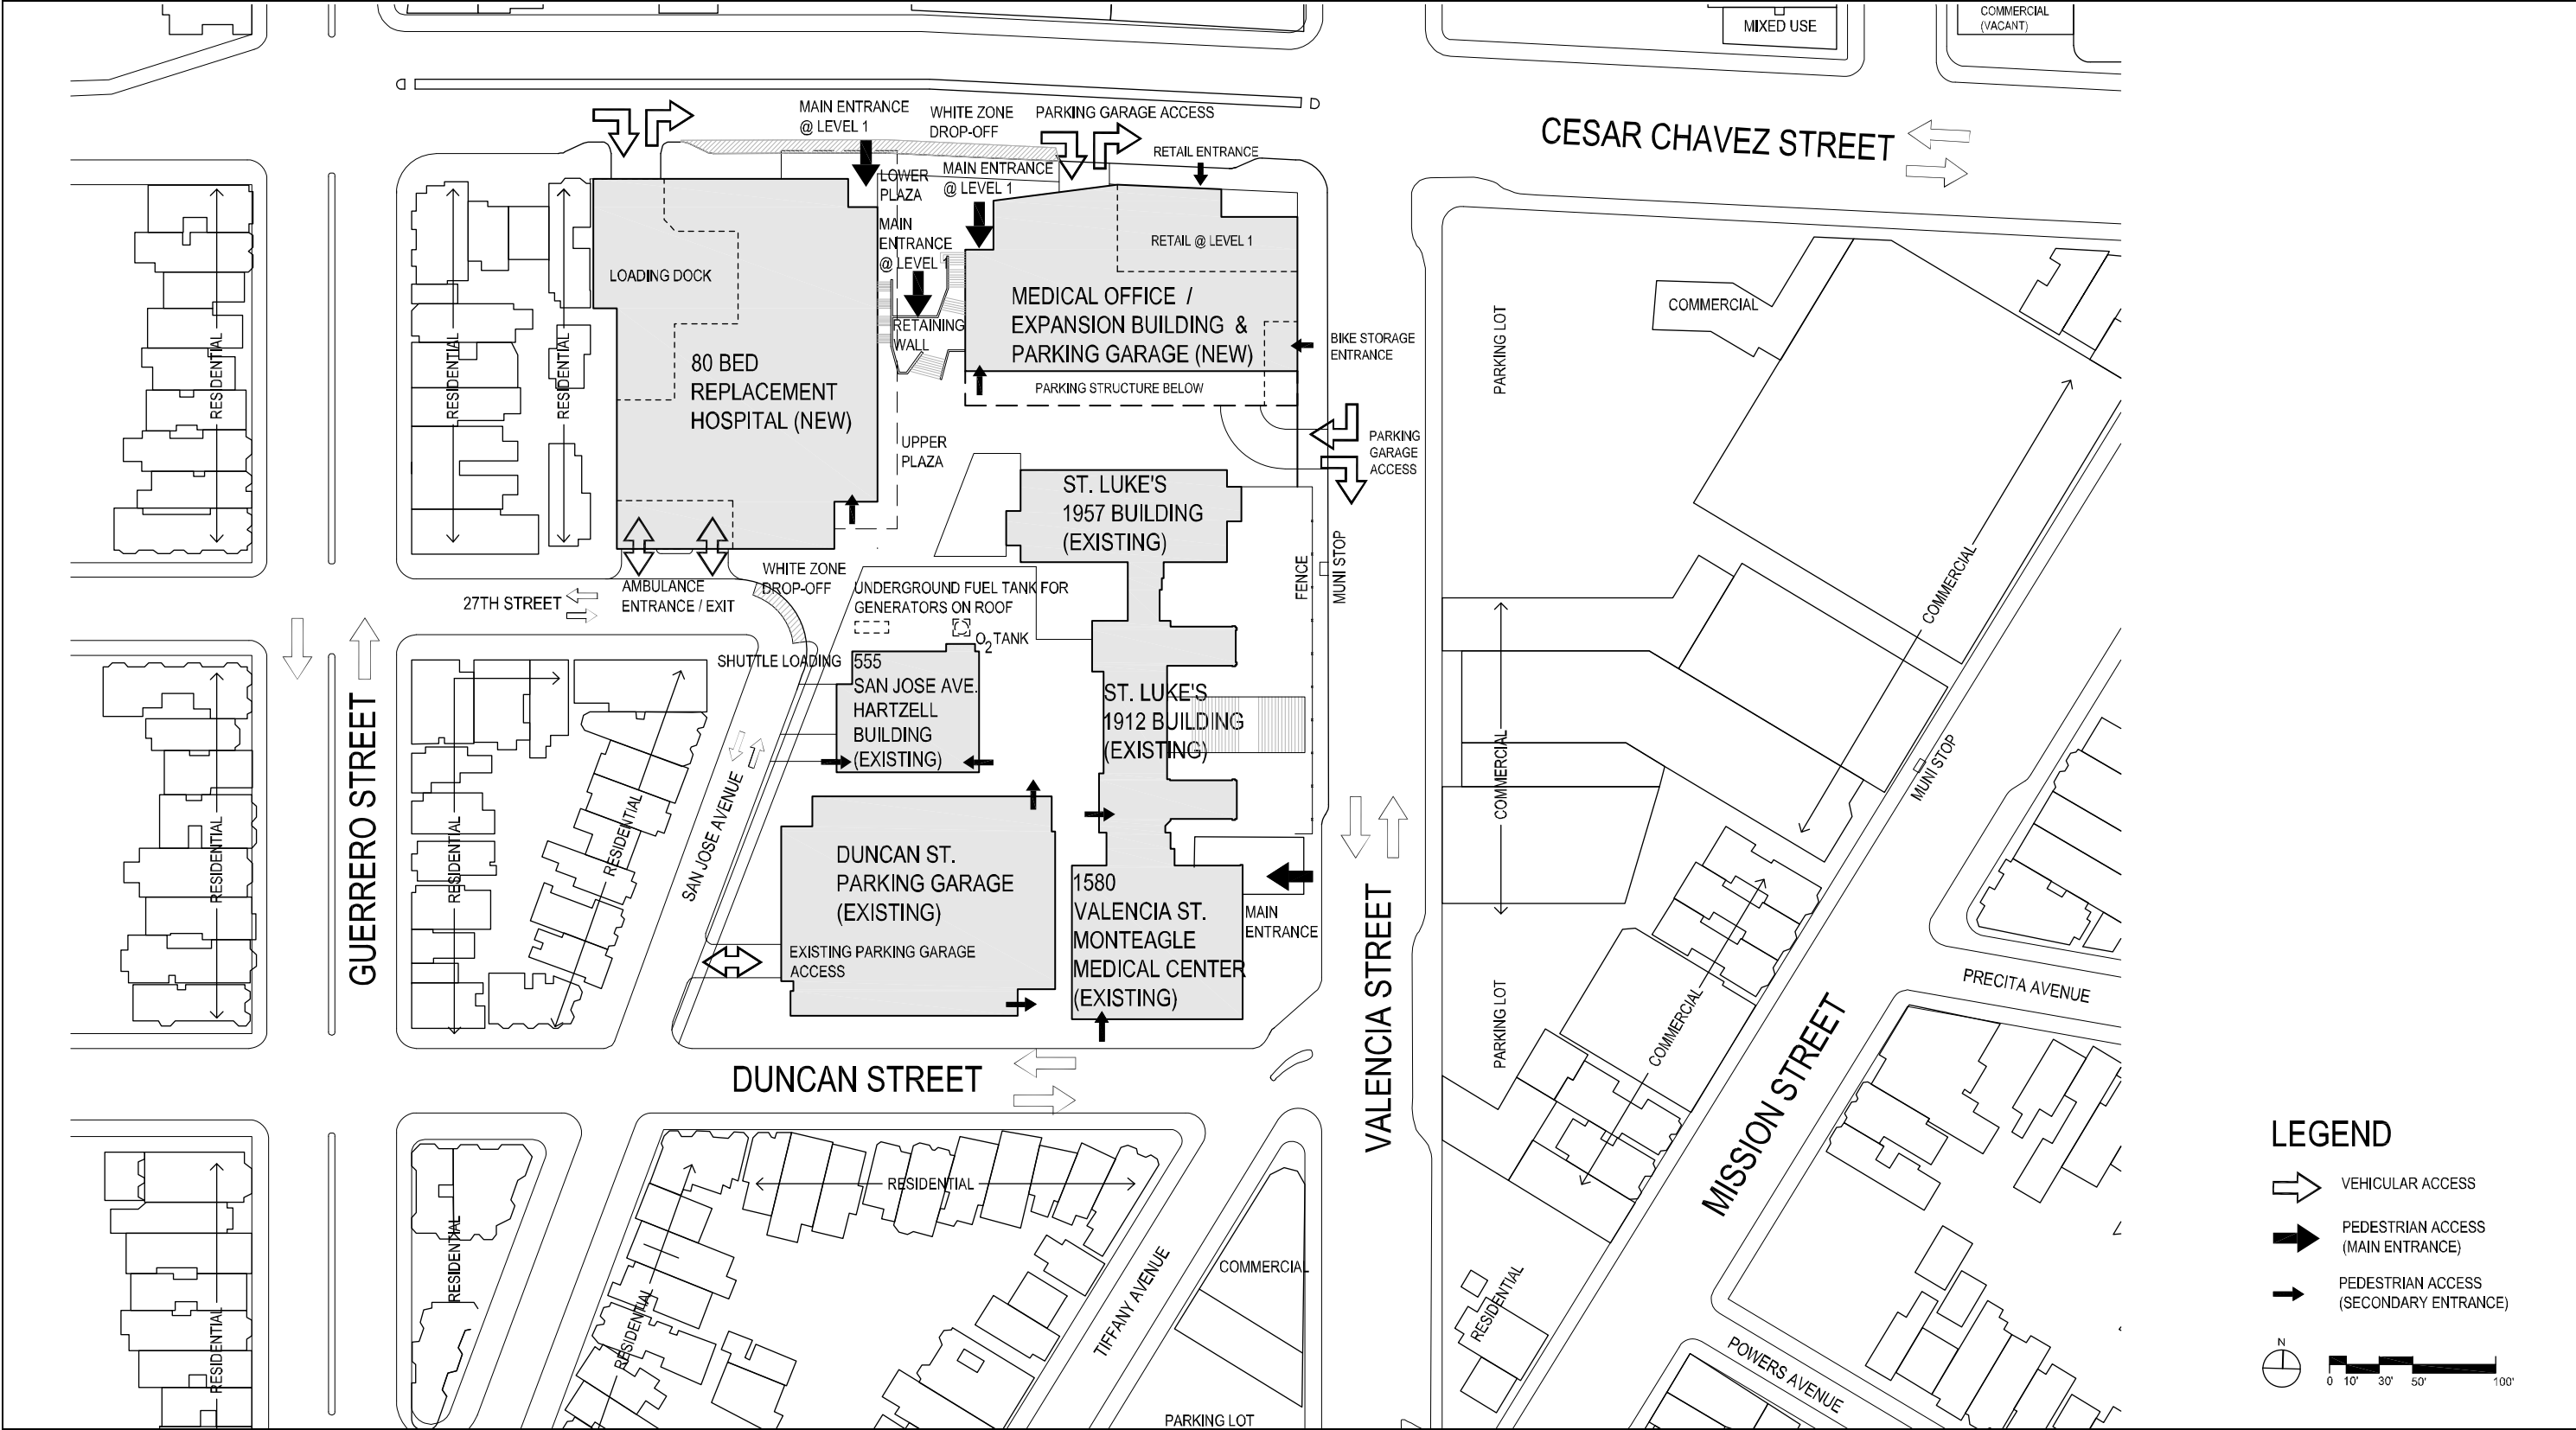 MIXED USE
COMMERCIAL
(VACANT)
MAIN ENTRANCE
@ LEVEL 1
WHITE ZONE
DROP-OFF
PARKING GARAGE ACCESS
RETAIL ENTRANCE
CESAR CHAVEZ STREET
LOWER
PLAZA
MAIN ENTRANCE
@ LEVEL 1
MAIN
ENTRANCE
@ LEVEL 1
LOADING DOCK
RETAIL @ LEVEL 1
MEDICAL OFFICE /
EXPANSION BUILDING &
PARKING GARAGE (NEW)
RETAINING
WALL
BIKE STORAGE
ENTRANCE
80 BED
REPLACEMENT
HOSPITAL (NEW)
PARKING STRUCTURE BELOW
UPPER
PLAZA
PARKING
GARAGE
ACCESS
PARKING LOT
COMMERCIAL
COMMERCIAL
RESIDENTIAL
RESIDENTIAL
RESIDENTIAL
ST. LUKE'S
1957 BUILDING
(EXISTING)
FENCE
MUNI STOP
27TH STREET
AMBULANCE
ENTRANCE / EXIT
WHITE ZONE
DROP-OFF
UNDERGROUND FUEL TANK FOR
GENERATORS ON ROOF
O2 TANK
SHUTTLE LOADING
555
SAN JOSE AVE.
HARTZELL
BUILDING
(EXISTING)
ST. LUKE'S
1912 BUILDING
(EXISTING)
GUERRERO STREET
RESIDENTIAL
RESIDENTIAL
RESIDENTIAL
SAN JOSE AVENUE
DUNCAN ST.
PARKING GARAGE
(EXISTING)
EXISTING PARKING GARAGE
ACCESS
1580
VALENCIA ST.
MONTEAGLE
MEDICAL CENTER
(EXISTING)
MAIN
ENTRANCE
VALENCIA STREET
COMMERCIAL
MUNI STOP
PARKING LOT
COMMERCIAL
MISSION STREET
PRECITA AVENUE
DUNCAN STREET
RESIDENTIAL
RESIDENTIAL
RESIDENTIAL
RESIDENTIAL
TIFFANY AVENUE
COMMERCIAL
PARKING LOT
RESIDENTIAL
POWERS AVENUE
LEGEND
VEHICULAR ACCESS
PEDESTRIAN ACCESS
(MAIN ENTRANCE)
PEDESTRIAN ACCESS
(SECONDARY ENTRANCE)
N
0 10' 30' 50' 100'